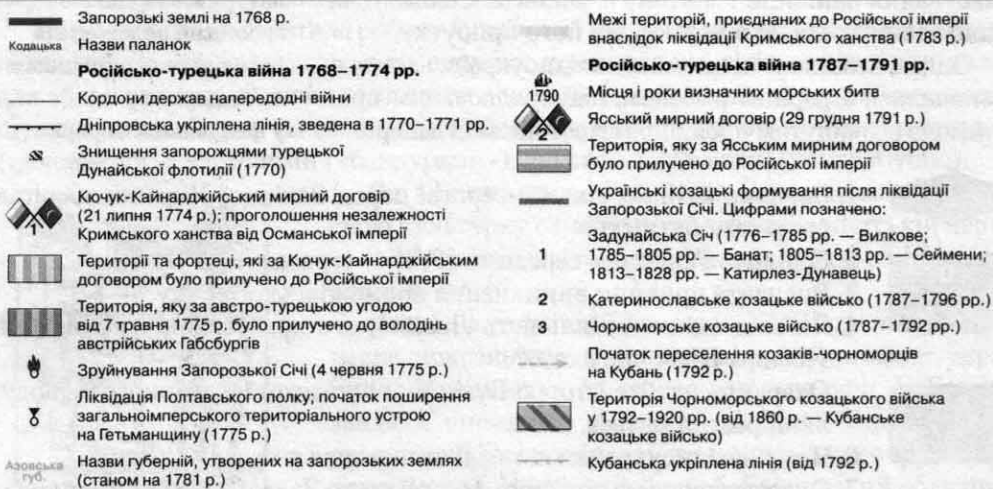 Запорозькі землі на 1768 р.
Кодацька
Назви паланок
Російсько-турецька війна 1768–1774 рр.
Кордони держав напередодні війни
Дніпровська укріплена лінія, зведена в 1770–1771 рр.
Знищення запорожцями турецької
Дунайської флотилії (1770)
Кючук-Кайнарджійський мирний договір
(21 липня 1774 р.); проголошення незалежності
Кримського ханства від Османської імперії
1
Території та фортеці, які за Кючук-Кайнарджійським
договором було прилучено до Російської імперії
Територія, яку за австро-турецькою угодою
від 7 травня 1775 р. було прилучено до володінь
австрійських Габсбургів
Зруйнування Запорозької Січі (4 червня 1775 р.)
Ліквідація Полтавського полку; початок поширення
загальноімперського територіального устрою
на Гетьманщину (1775 р.)
Азовська
губ.
Назви губерній, утворених на запорозьких землях
(станом на 1781 р.)
Межі територій, приєднаних до Російської імперії
внаслідок ліквідації Кримського ханства (1783 р.)
Російсько-турецька війна 1787–1791 рр.
1790
Місця і роки визначних морських битв
2
Ясський мирний договір (29 грудня 1791 р.)
Територія, яку за Ясським мирним договором
було прилучено до Російської імперії
Українські козацькі формування після ліквідації
Запорозької Січі. Цифрами позначено:
1
Задунайська Січ (1776–1785 рр. — Вилкове;
1785–1805 рр. — Банат; 1805–1813 рр. — Сеймени;
1813–1828 рр. — Катирлез-Дунавець)
2 Катеринославське козацьке військо (1787–1796 рр.)
3 Чорноморське козацьке військо (1787–1792 рр.)
Початок переселення козаків-чорноморців
на Кубань (1792 р.)
Територія Чорноморського козацького війська
у 1792–1920 рр. (від 1860 р. — Кубанське
козацьке військо)
Кубанська укріплена лінія (від 1792 р.)